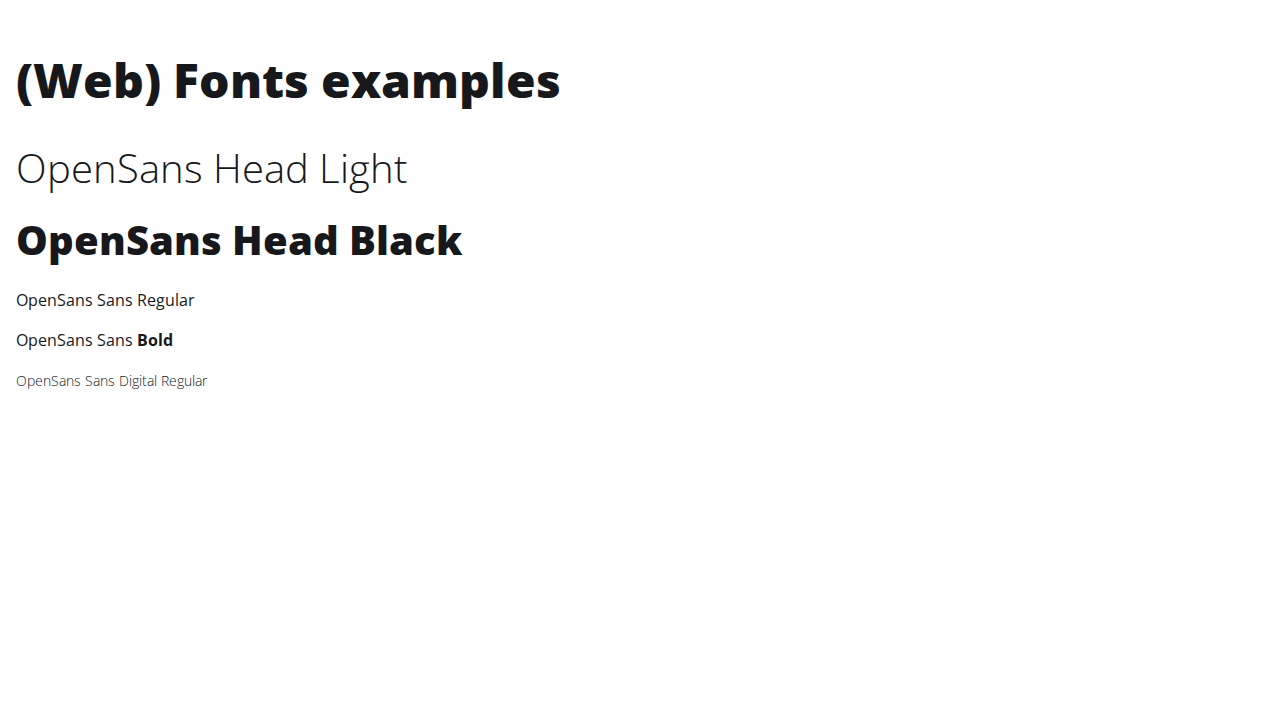 (Web) Fonts examples
OpenSans Head Light
OpenSans Head Black
OpenSans Sans Regular
OpenSans Sans Bold
OpenSans Sans Digital Regular